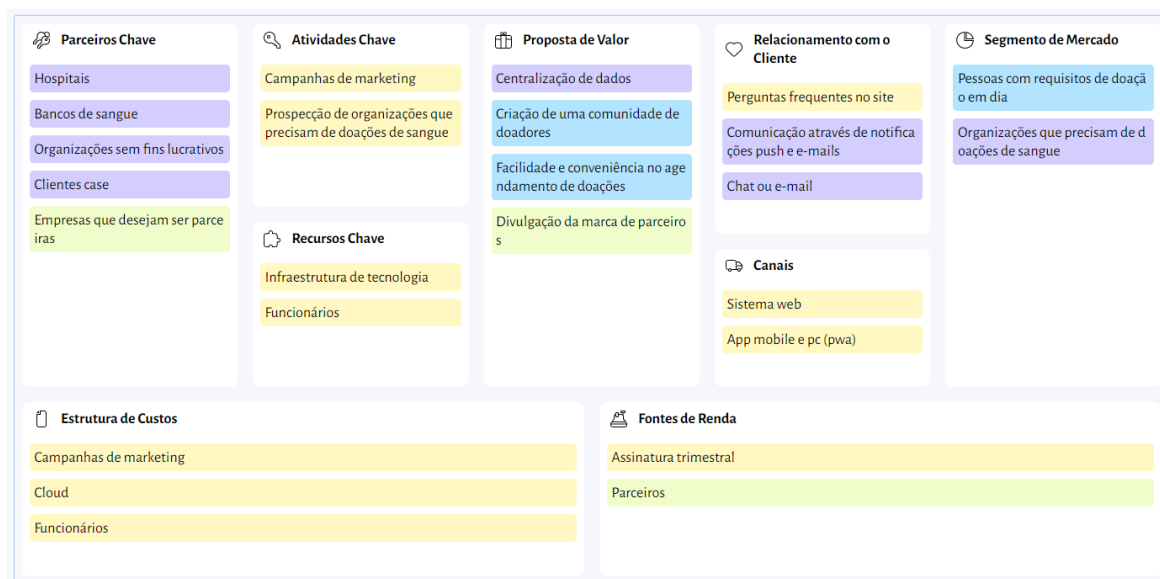 Parceiros Chave
Hospitais
Bancos de sangue
Organizações sem fins lucrativos
Clientes case
Empresas que desejam ser parce
iras
Atividades Chave
Campanhas de marketing
Prospecção de organizações que
precisam de doações de sangue
Recursos Chave
Infraestrutura de tecnologia
Funcionários
Proposta de Valor
Centralização de dados
Criação de uma comunidade de
doadores
Facilidade e conveniência no age
ndamento de doações
Divulgação da marca de parceiro
s
Relacionamento com o
Cliente
Perguntas frequentes no site
Comunicação através de notifica
ções push e e-mails
Chat ou e-mail
Canais
Sistema web
App mobile e pc (pwa)
Segmento de Mercado
Pessoas com requisitos de doaçã
o em dia
Organizações que precisam de d
oações de sangue
Estrutura de Custos
Campanhas de marketing
Cloud
Funcionários
Fontes de Renda
Assinatura trimestral
Parceiros